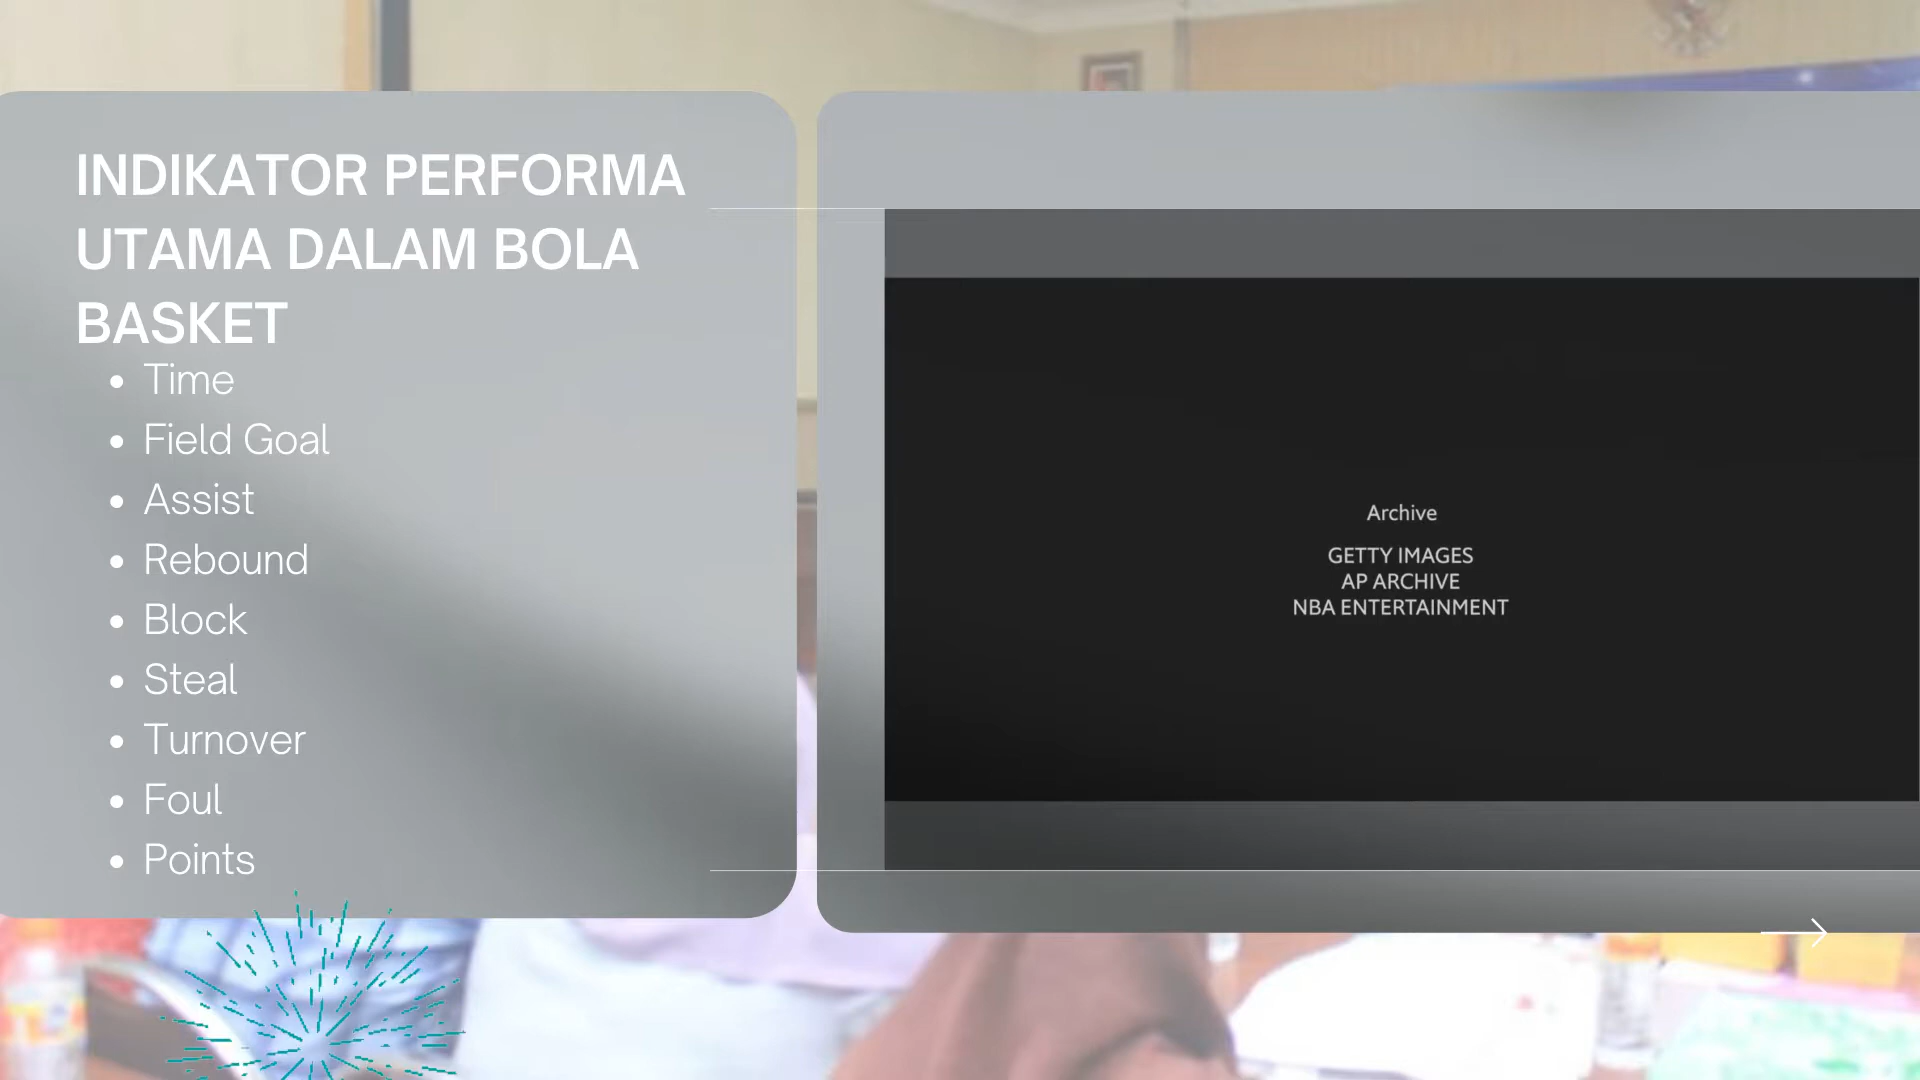 INDIKATOR PERFORMA
UTAMA DALAM BOLA
BASKET
Time
Field Goal
Assist
Rebound
Block
Steal
Turnover
Foul
Points
Archive
GETTY IMAGES
AP ARCHIVE
NBA ENTERTAINMENT